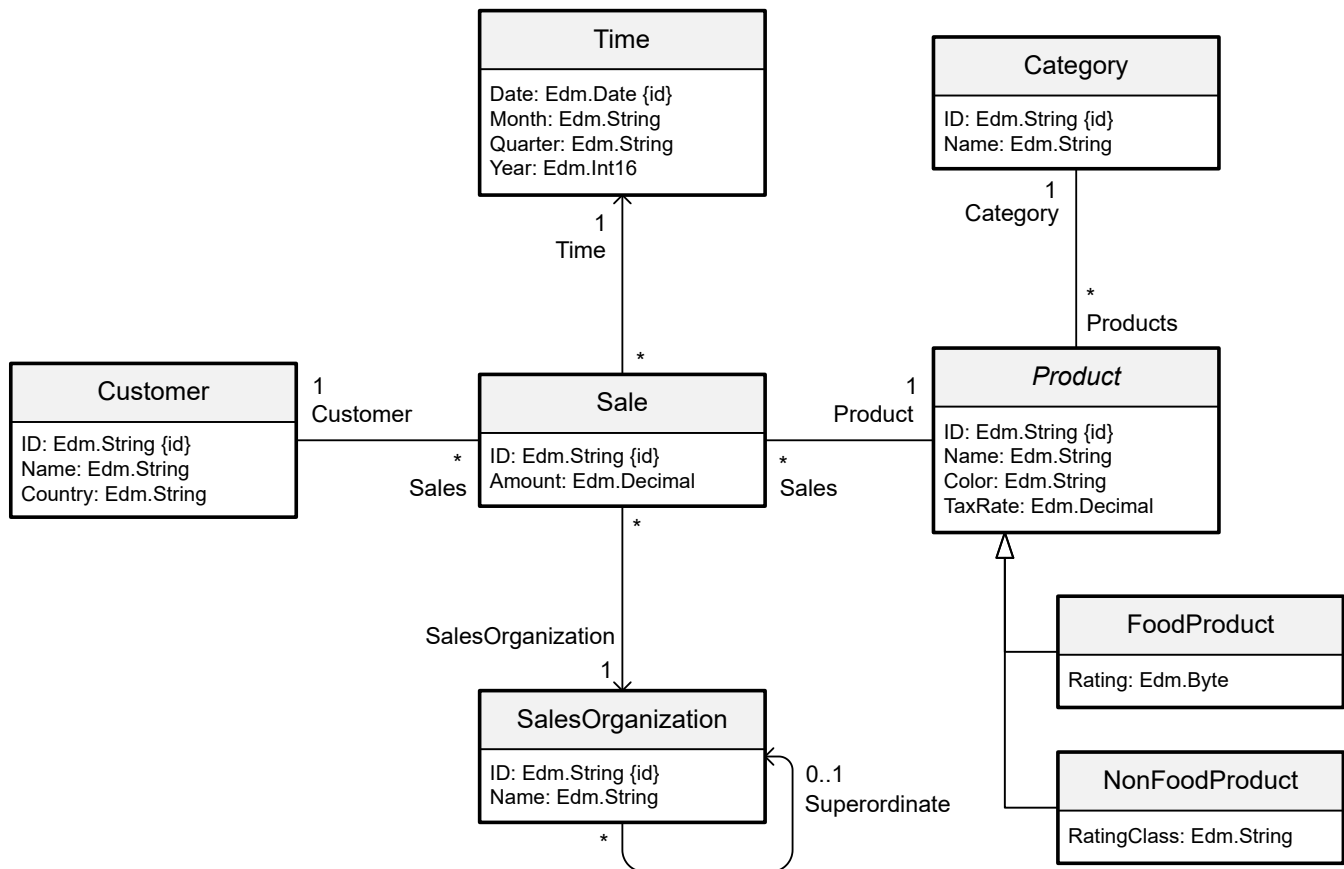 Time
Date: Edm.Date {id}
Month: Edm.String
Quarter: Edm.String
Year: Edm.Int16
Category
ID: Edm.String {id}
Name: Edm.String
1
Time
1
Category
*
Products
*
Customer
ID: Edm.String {id}
Name: Edm.String
Country: Edm.String
1
Customer
*
Sales
Sale
ID: Edm.String {id}
Amount: Edm.Decimal
1
Product
*
Sales
Product
ID: Edm.String {id}
Name: Edm.String
Color: Edm.String
TaxRate: Edm.Decimal
*
SalesOrganization
1
SalesOrganization
ID: Edm.String {id}
Name: Edm.String
0..1
Superordinate
*
FoodProduct
Rating: Edm.Byte
NonFoodProduct
RatingClass: Edm.String